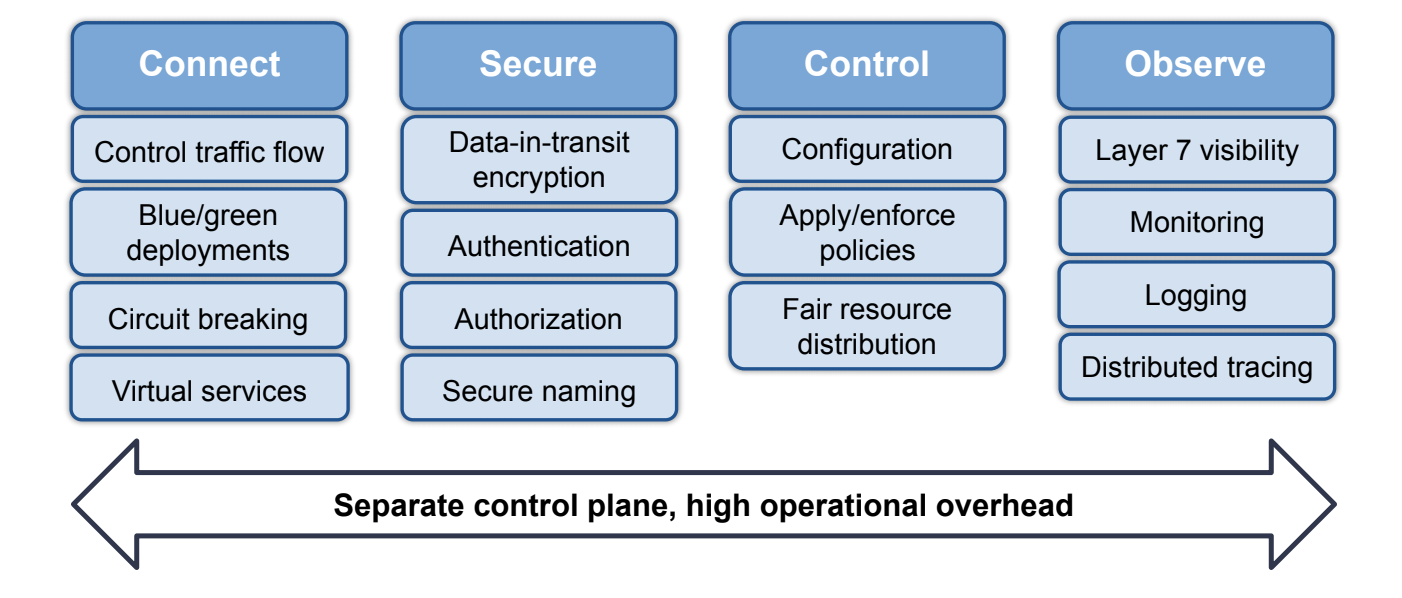 Connect
Control traffic flow
Blue/green
deployments
Circuit breaking
Virtual services
Secure
Data-in-transit
encryption
Authentication
Authorization
Secure naming
Control
Configuration
Apply/enforce
policies
Fair resource
distribution
Observe
Layer 7 visibility
Monitoring
Logging
Distributed tracing
Separate control plane, high operational overhead